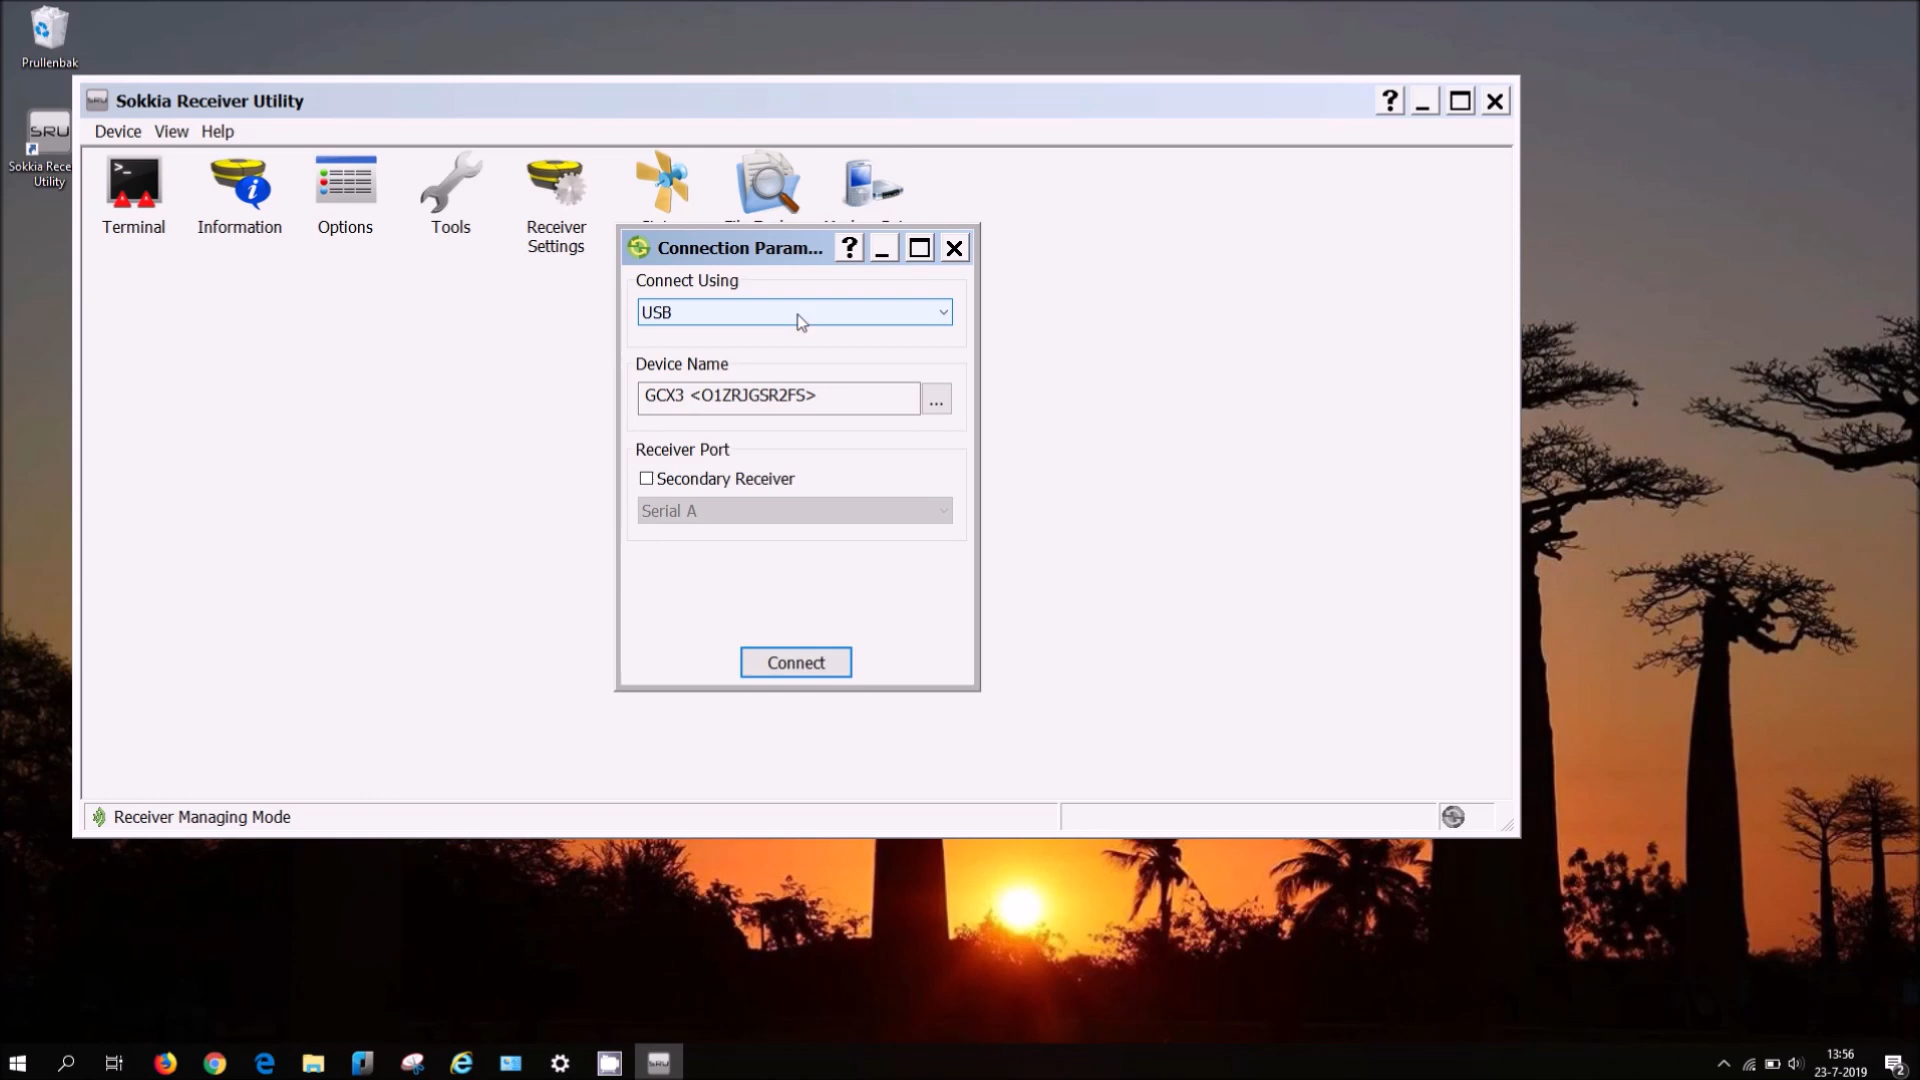 Prullenbak
SRU
Sokkia Rece
Utility
Sokkia Receiver Utility
Device View Help
Terminal
Information
Options
Tools
Receiver
Settings
Connection Param...
Connect Using
USB
Device Name
GCX3 <O1ZRJGSR2FS>
...
Receiver Port
Secondary Receiver
Serial A
Connect
Receiver Managing Mode
SRU
13:56
23-7-2019
2